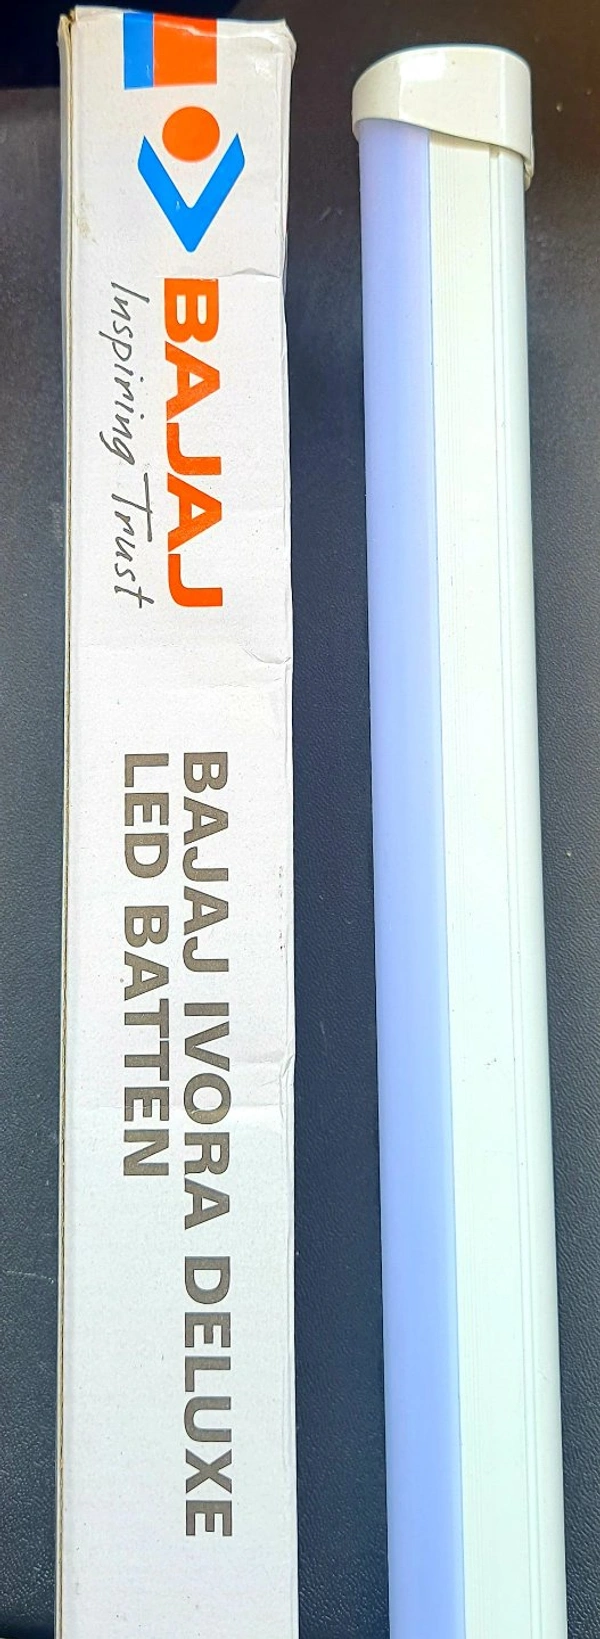 BAJAJ
Inspiring Trust
BAJAJ IVORA DELUXE
LED BATTEN